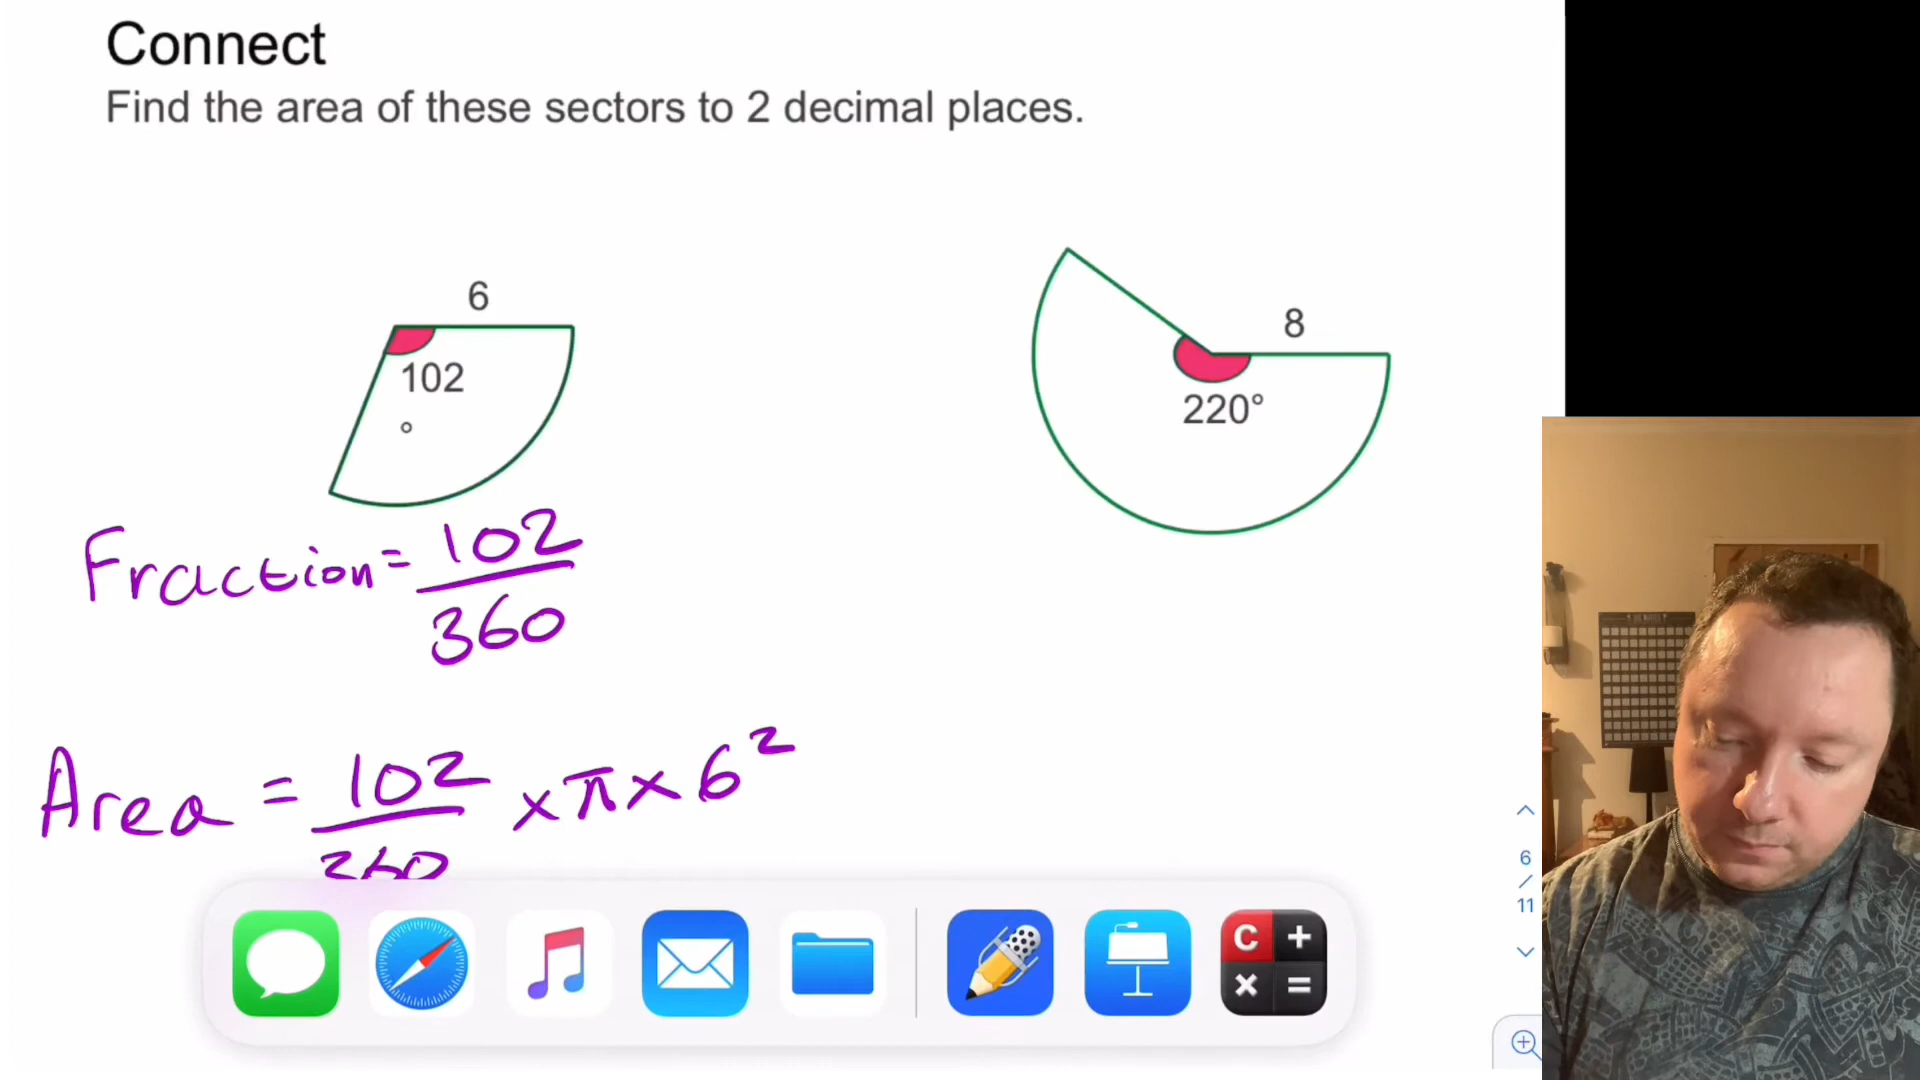 Connect
Find the area of these sectors to 2 decimal places.
6
102
°
8
220°
Fraction = 102
360
Area = 102 × π × 6²
360
6
/
11
C +
× =